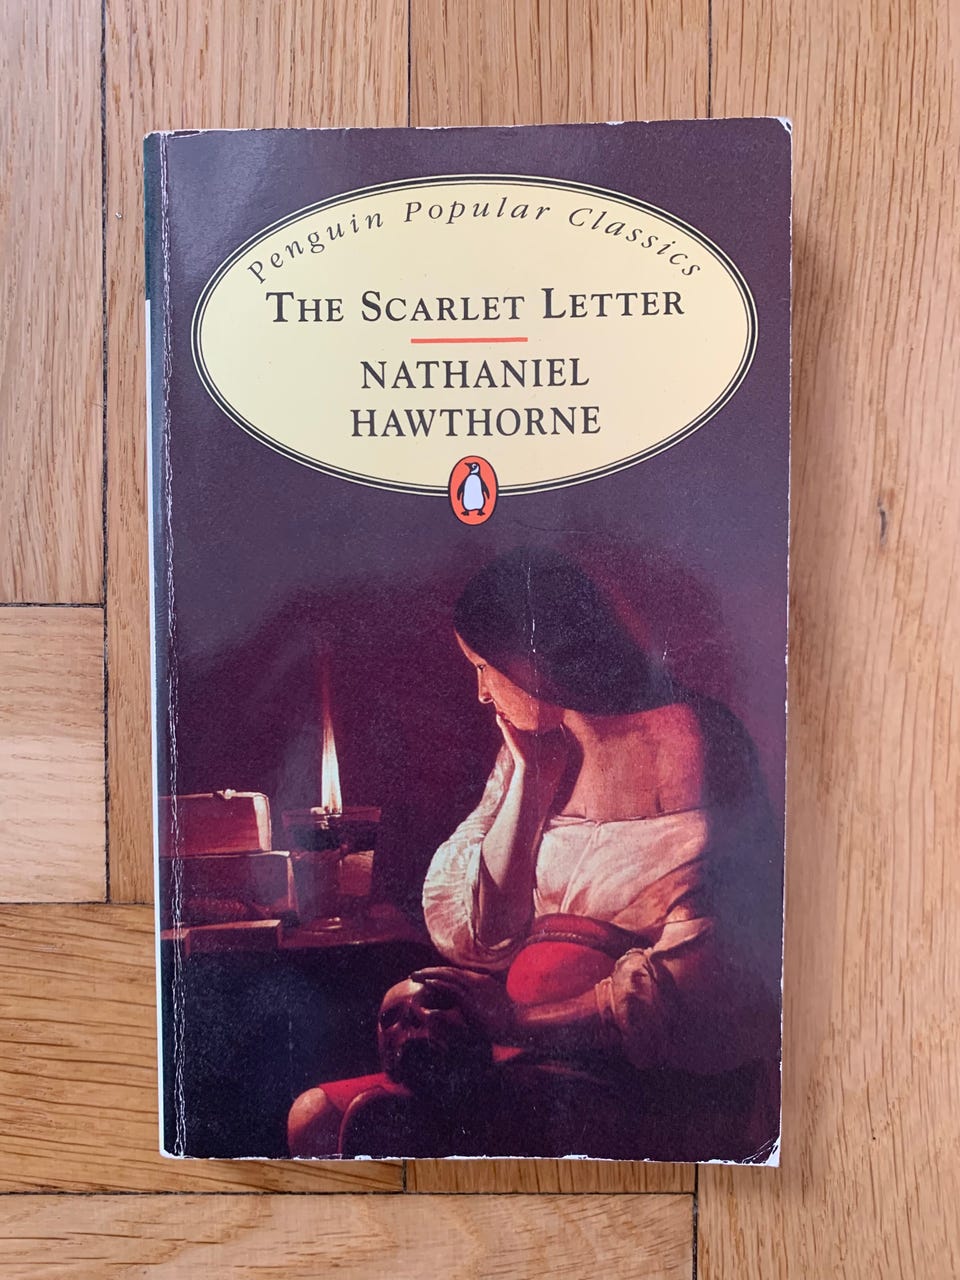 Penguin Popular Classics
THE SCARLET LETTER
NATHANIEL
HAWTHORNE